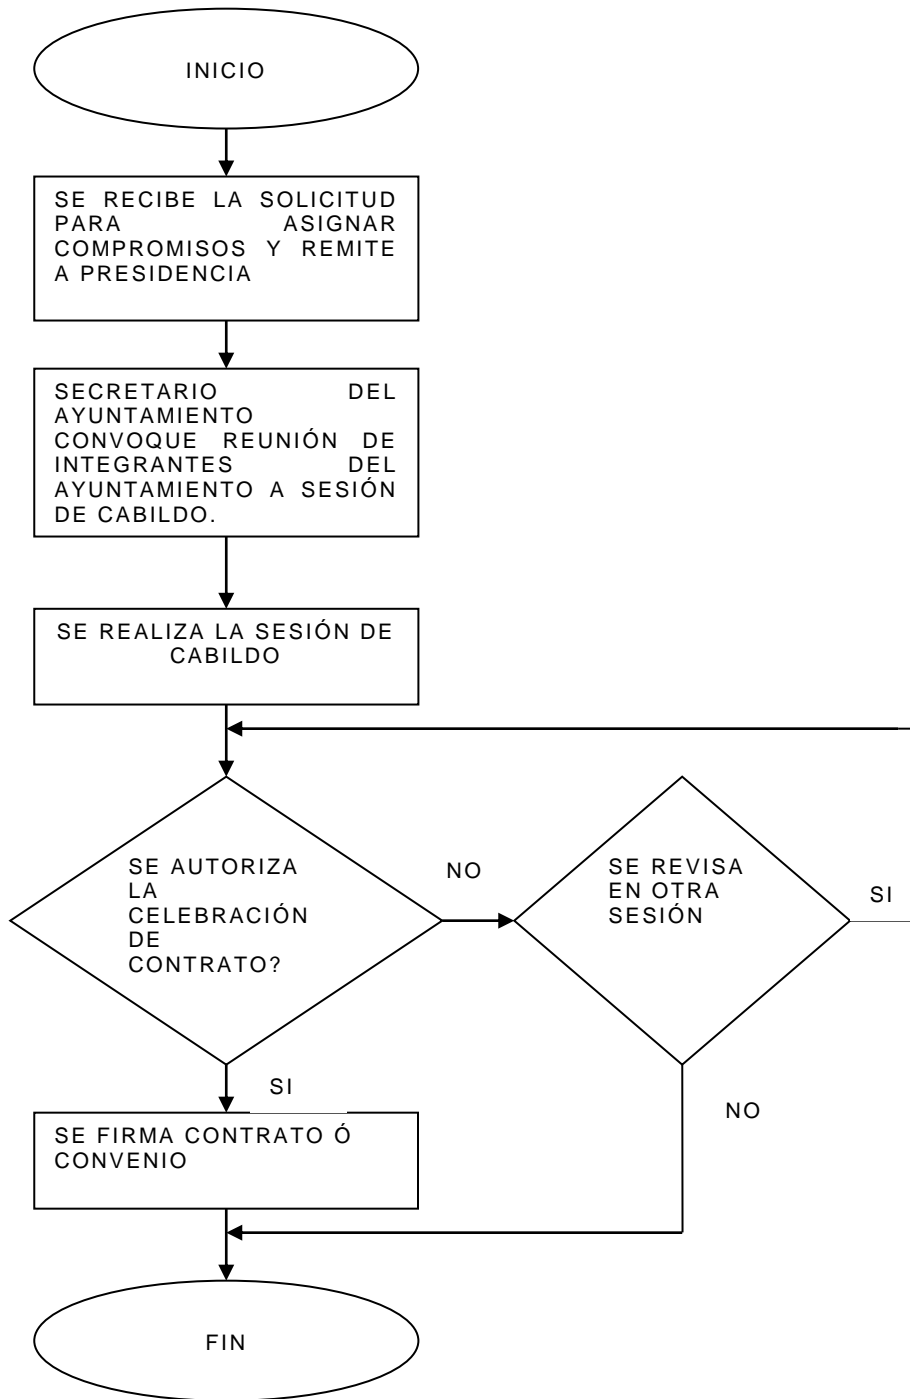 INICIO
SE RECIBE LA SOLICITUD
PARA ASIGNAR
COMPROMISOS Y REMITE
A PRESIDENCIA
SECRETARIO DEL
AYUNTAMIENTO
CONVOQUE REUNIÓN DE
INTEGRANTES DEL
AYUNTAMIENTO A SESIÓN
DE CABILDO.
SE REALIZA LA SESIÓN DE
CABILDO
SE AUTORIZA
LA
CELEBRACIÓN
DE
CONTRATO?
NO
SE REVISA
EN OTRA
SESIÓN
SI
SI
NO
SE FIRMA CONTRATO Ó
CONVENIO
FIN